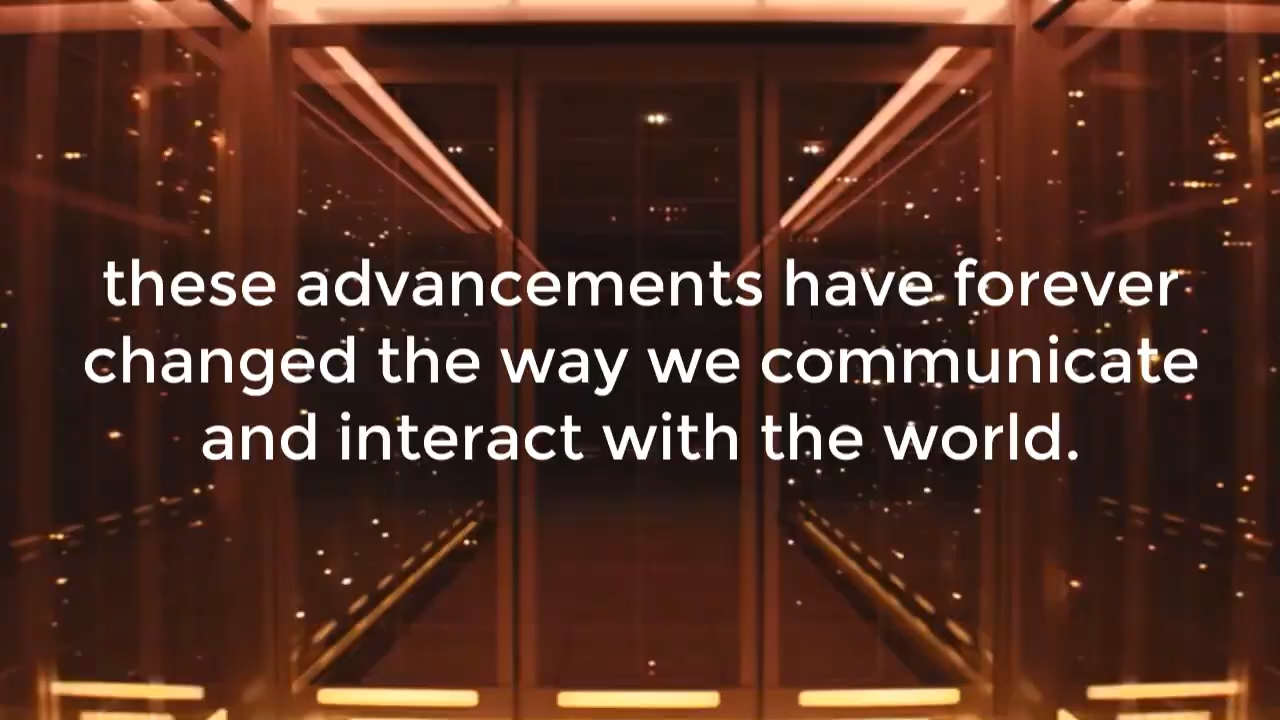 these advancements have forever
changed the way we communicate
and interact with the world.